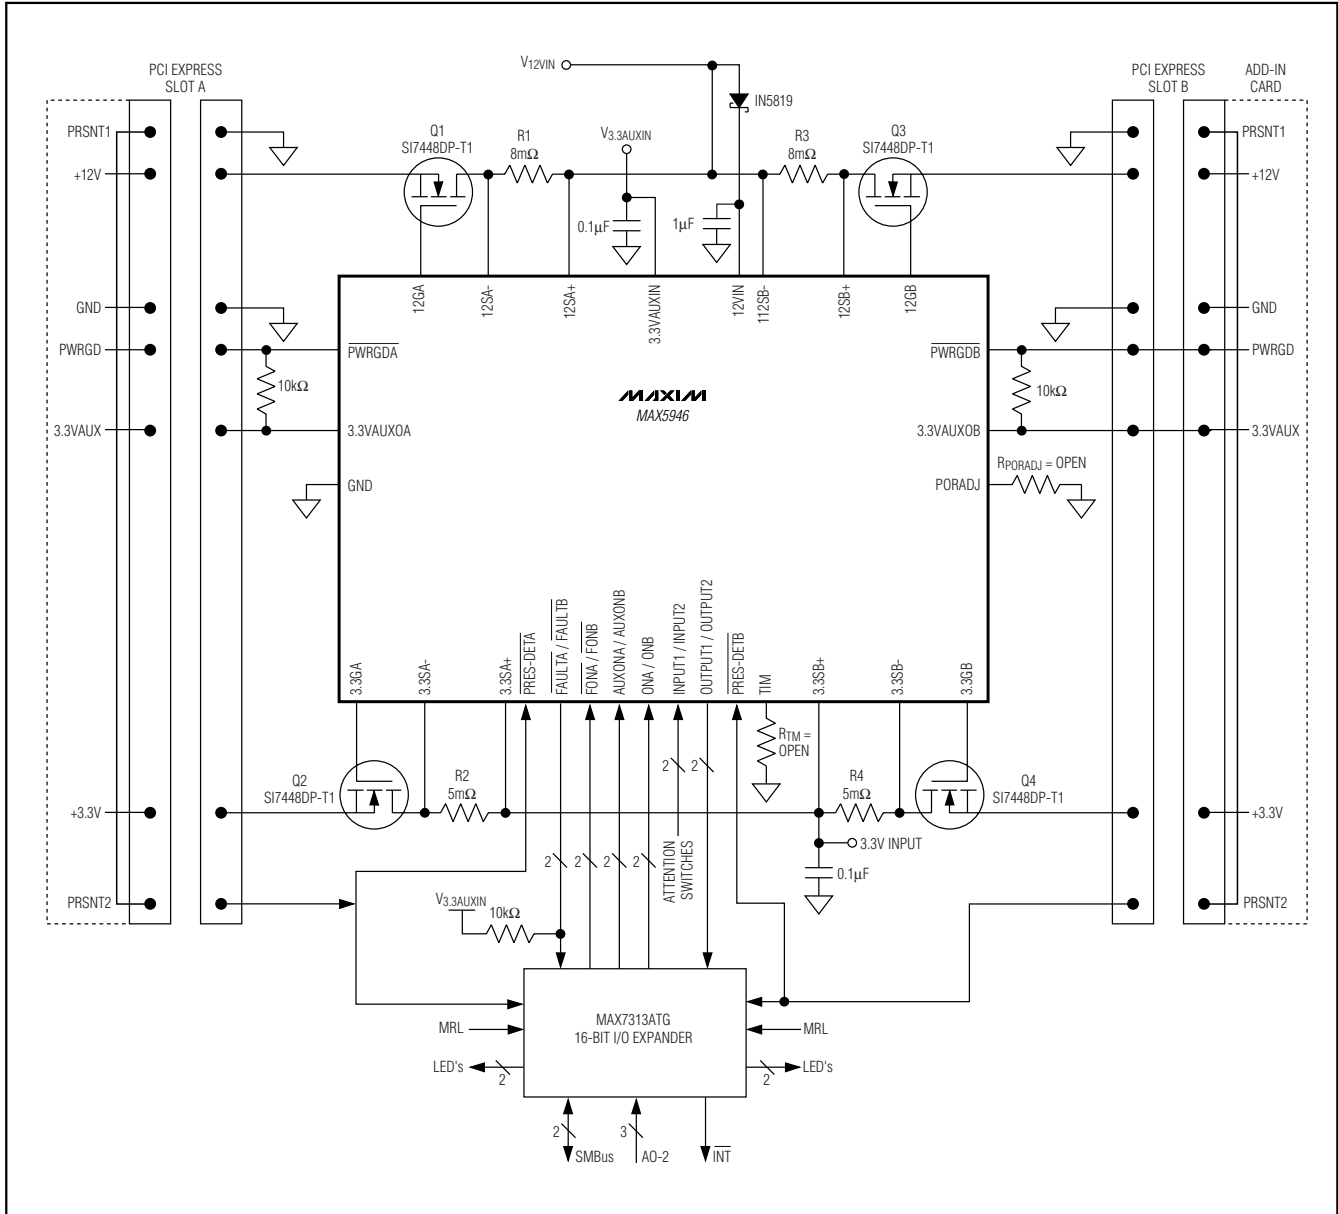 V12VIN
PCI EXPRESS
SLOT A
PCI EXPRESS
SLOT B
ADD-IN
CARD
IN5819
PRSNT1
Q1
SI7448DP-T1
R1
8mΩ
V3.3AUXIN
R3
8mΩ
Q3
SI7448DP-T1
PRSNT1
+12V
+12V
0.1µF
1µF
12GA
12SA-
12SA+
3.3VAUXIN
12VIN
112SB-
12SB+
12GB
GND
GND
PWRGD
PWRGDA
PWRGDB
PWRGD
10kΩ
MAXIM
MAX5946
10kΩ
3.3VAUX
3.3VAUXOA
3.3VAUXOB
3.3VAUX
RPORADJ = OPEN
GND
PORADJ
3.3GA
3.3SA-
3.3SA+
PRES-DETA
FAULTA / FAULTB
FONA / FONB
AUXONA / AUXONB
ONA / ONB
INPUT1 / INPUT2
OUTPUT1 / OUTPUT2
PRES-DETB
TIM
3.3SB+
3.3SB-
3.3GB
RTM =
OPEN
2
2
Q2
SI7448DP-T1
R2
5mΩ
R4
5mΩ
Q4
SI7448DP-T1
+3.3V
+3.3V
3.3V INPUT
2
2
2
2
ATTENTION
SWITCHES
0.1µF
V3.3AUXIN
10kΩ
PRSNT2
PRSNT2
MAX7313ATG
16-BIT I/O EXPANDER
MRL
MRL
LED's
2
2
LED's
2
3
SMBus
AO-2
INT